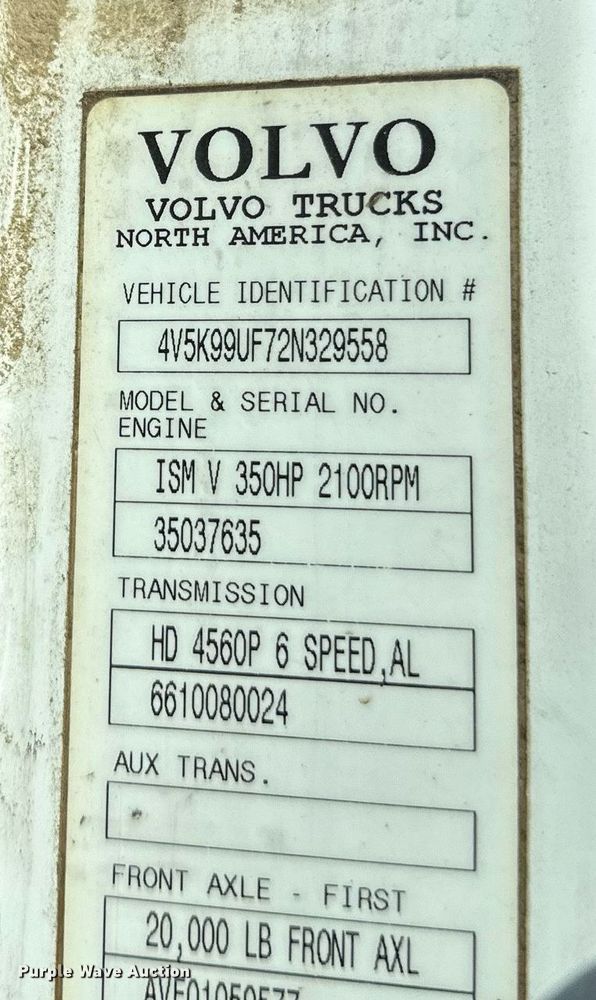 VOLVO
VOLVO TRUCKS
NORTH AMERICA, INC.
VEHICLE IDENTIFICATION #
4V5K99UF72N329558
MODEL & SERIAL NO.
ENGINE
ISM V 350HP 2100RPM
35037635
TRANSMISSION
HD 4560P 6 SPEED,AL
6610080024
AUX TRANS.
FRONT AXLE - FIRST
20,000 LB FRONT AXL
Purple Wave Auction